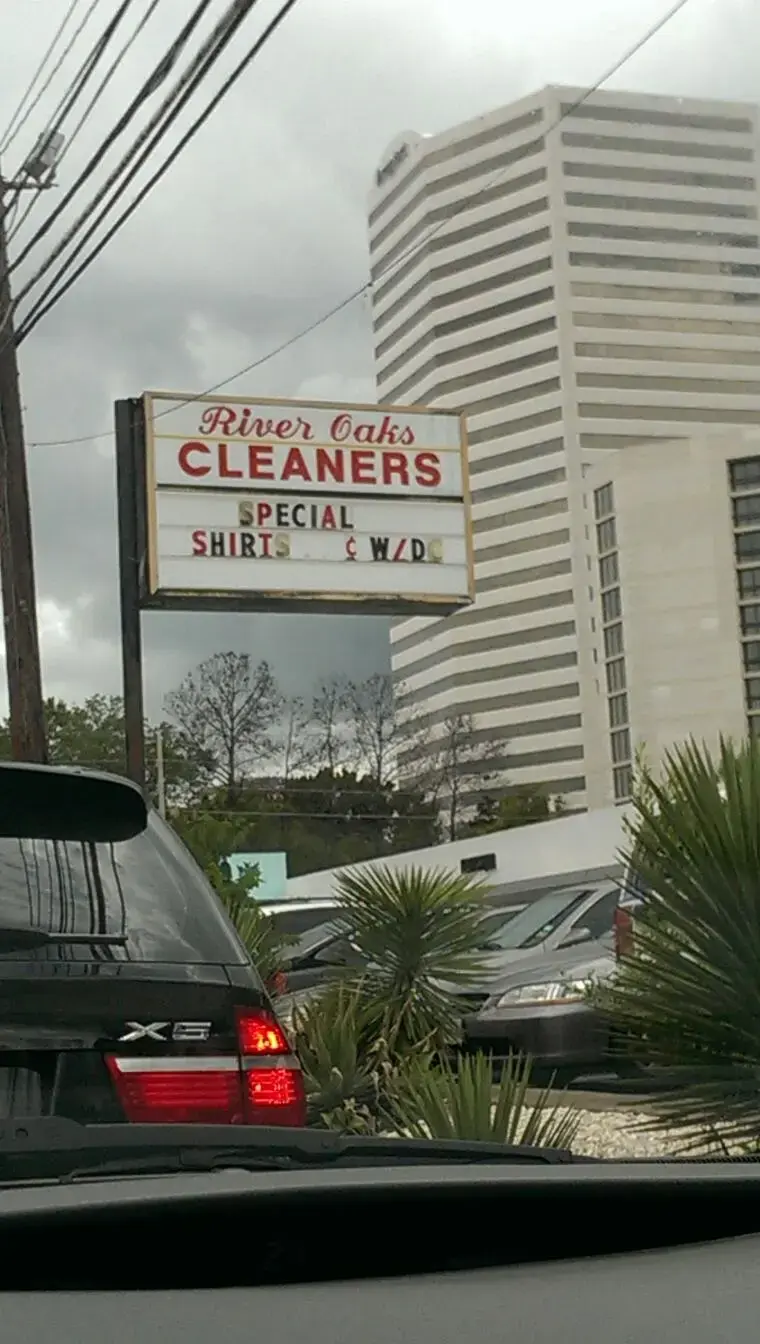 River Oaks
CLEANERS
SPECIAL
SHIRTS ¢ W/DC
X5